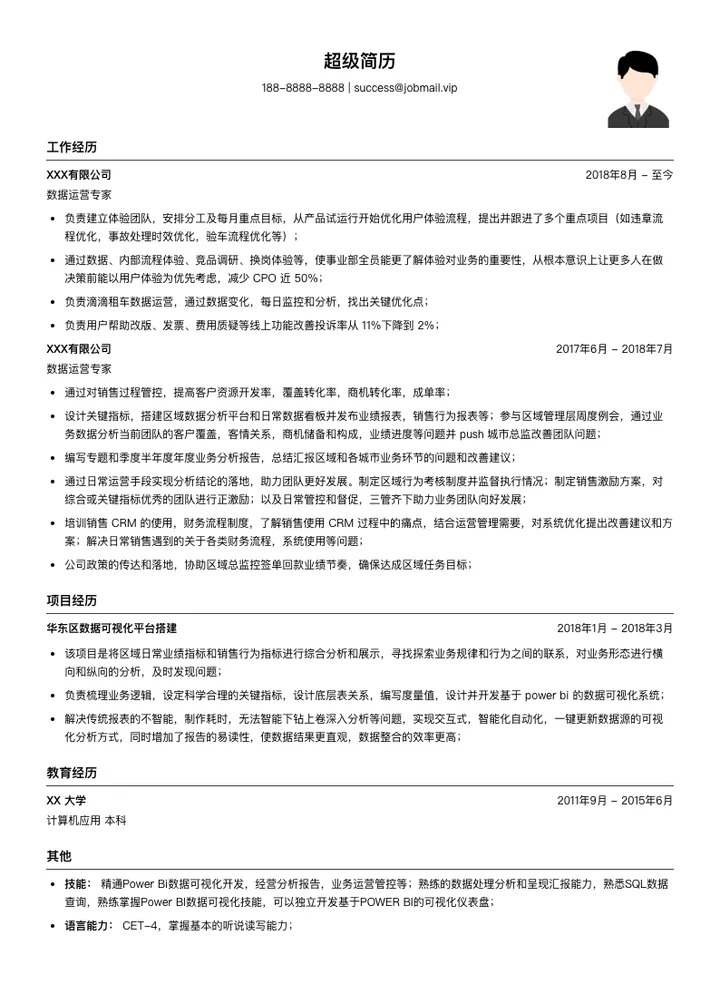 超级简历
188-8888-8888 | success@jobmail.vip
工作经历
XXX有限公司 2018年8月 - 至今
数据运营专家
• 负责建立体验团队，安排分工及每月重点目标，从产品试运行开始优化用户体验流程，提出并跟进了多个重点项目（如违章流
程优化，事故处理时效优化，验车流程优化等）；
• 通过数据、内部流程体验、竞品调研、换岗体验等，使事业部全员能更了解体验对业务的重要性，从根本意识上让更多人在做
决策前能以用户体验为优先考虑，减少 CPO 近 50%；
• 负责滴滴租车数据运营，通过数据变化，每日监控和分析，找出关键优化点；
• 负责用户帮助改版、发票、费用质疑等线上功能改善投诉率从 11%下降到 2%；
XXX有限公司 2017年6月 - 2018年7月
数据运营专家
• 通过对销售过程管控，提高客户资源开发率，覆盖转化率，商机转化率，成单率；
• 设计关键指标，搭建区域数据分析平台和日常数据看板并发布业绩报表，销售行为报表等；参与区域管理层周度例会，通过业
务数据分析当前团队的客户覆盖，客情关系，商机储备和构成，业绩进度等问题并 push 城市总监改善团队问题；
• 编写专题和季度半年度年度业务分析报告，总结汇报区域和各城市业务环节的问题和改善建议；
• 通过日常运营手段实现分析结论的落地，助力团队更好发展。制定区域行为考核制度并监督执行情况；制定销售激励方案，对
综合或关键指标优秀的团队进行正激励；以及日常管控和督促，三管齐下助力业务团队向好发展；
• 培训销售 CRM 的使用，财务流程制度，了解销售使用 CRM 过程中的痛点，结合运营管理需要，对系统优化提出改善建议和方
案；解决日常销售遇到的关于各类财务流程，系统使用等问题；
• 公司政策的传达和落地，协助区域总监控签单回款业绩节奏，确保达成区域任务目标；
项目经历
华东区数据可视化平台搭建 2018年1月 - 2018年3月
• 该项目是将区域日常业绩指标和销售行为指标进行综合分析和展示，寻找探索业务规律和行为之间的联系，对业务形态进行横
向和纵向的分析，及时发现问题；
• 负责梳理业务逻辑，设定科学合理的关键指标，设计底层表关系，编写度量值，设计并开发基于 power bi 的数据可视化系统；
• 解决传统报表的不智能，制作耗时，无法智能下钻上卷深入分析等问题，实现交互式，智能化自动化，一键更新数据源的可视
化分析方式，同时增加了报告的易读性，使数据结果更直观，数据整合的效率更高；
教育经历
XX 大学 2011年9月 - 2015年6月
计算机应用 本科
其他
• 技能： 精通Power Bi数据可视化开发，经营分析报告，业务运营管控等；熟练的数据处理分析和呈现汇报能力，熟悉SQL数据
查询，熟练掌握Power BI数据可视化技能，可以独立开发基于POWER BI的可视化仪表盘；
• 语言能力： CET-4，掌握基本的听说读写能力；